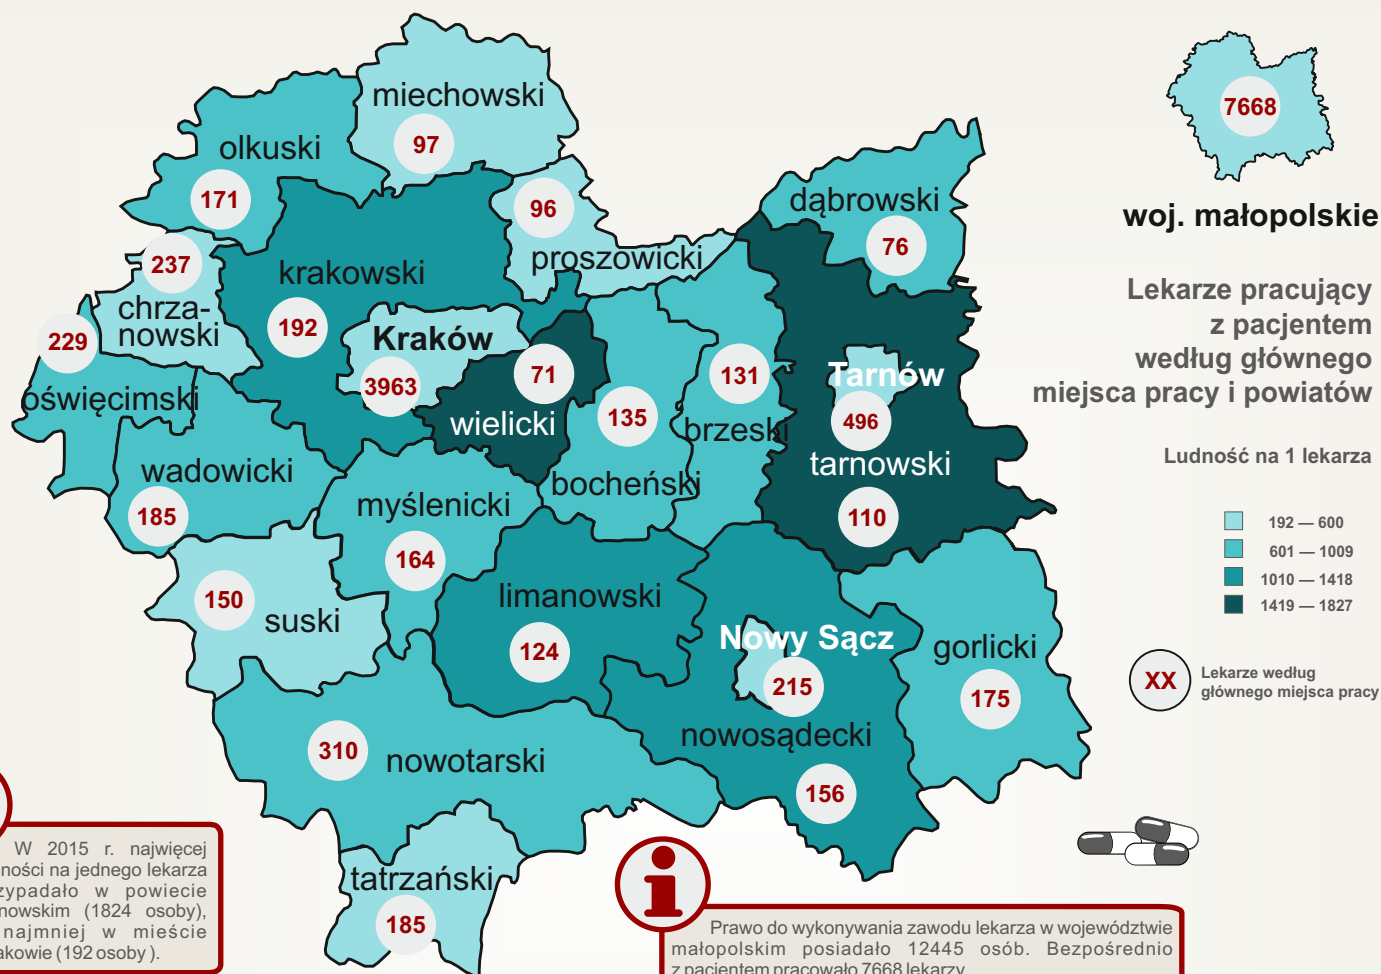 miechowski
97
olkuski
171
dąbrowski
76
96
proszowicki
237
chrza-
nowski
krakowski
192
229
oświęcimski
Kraków
3963
71
wielicki
135
bocheński
131
brzeski
Tarnów
496
tarnowski
110
wadowicki
185
myślenicki
164
150
suski
limanowski
124
Nowy Sącz
215
nowosądecki
156
gorlicki
175
310
nowotarski
tatrzański
185
7668
woj. małopolskie
Lekarze pracujący
z pacjentem
według głównego
miejsca pracy i powiatów
Ludność na 1 lekarza
192 — 600
601 — 1009
1010 — 1418
1419 — 1827
XX
Lekarze według
głównego miejsca pracy
W 2015 r. najwięcej
ności na jednego lekarza
zypadało w powiecie
nowskim (1824 osoby),
najmniej w mieście
akowie (192 osoby ).
i
Prawo do wykonywania zawodu lekarza w województwie
małopolskim posiadało 12445 osób. Bezpośrednio
z pacjentem pracowało 7668 lekarzy